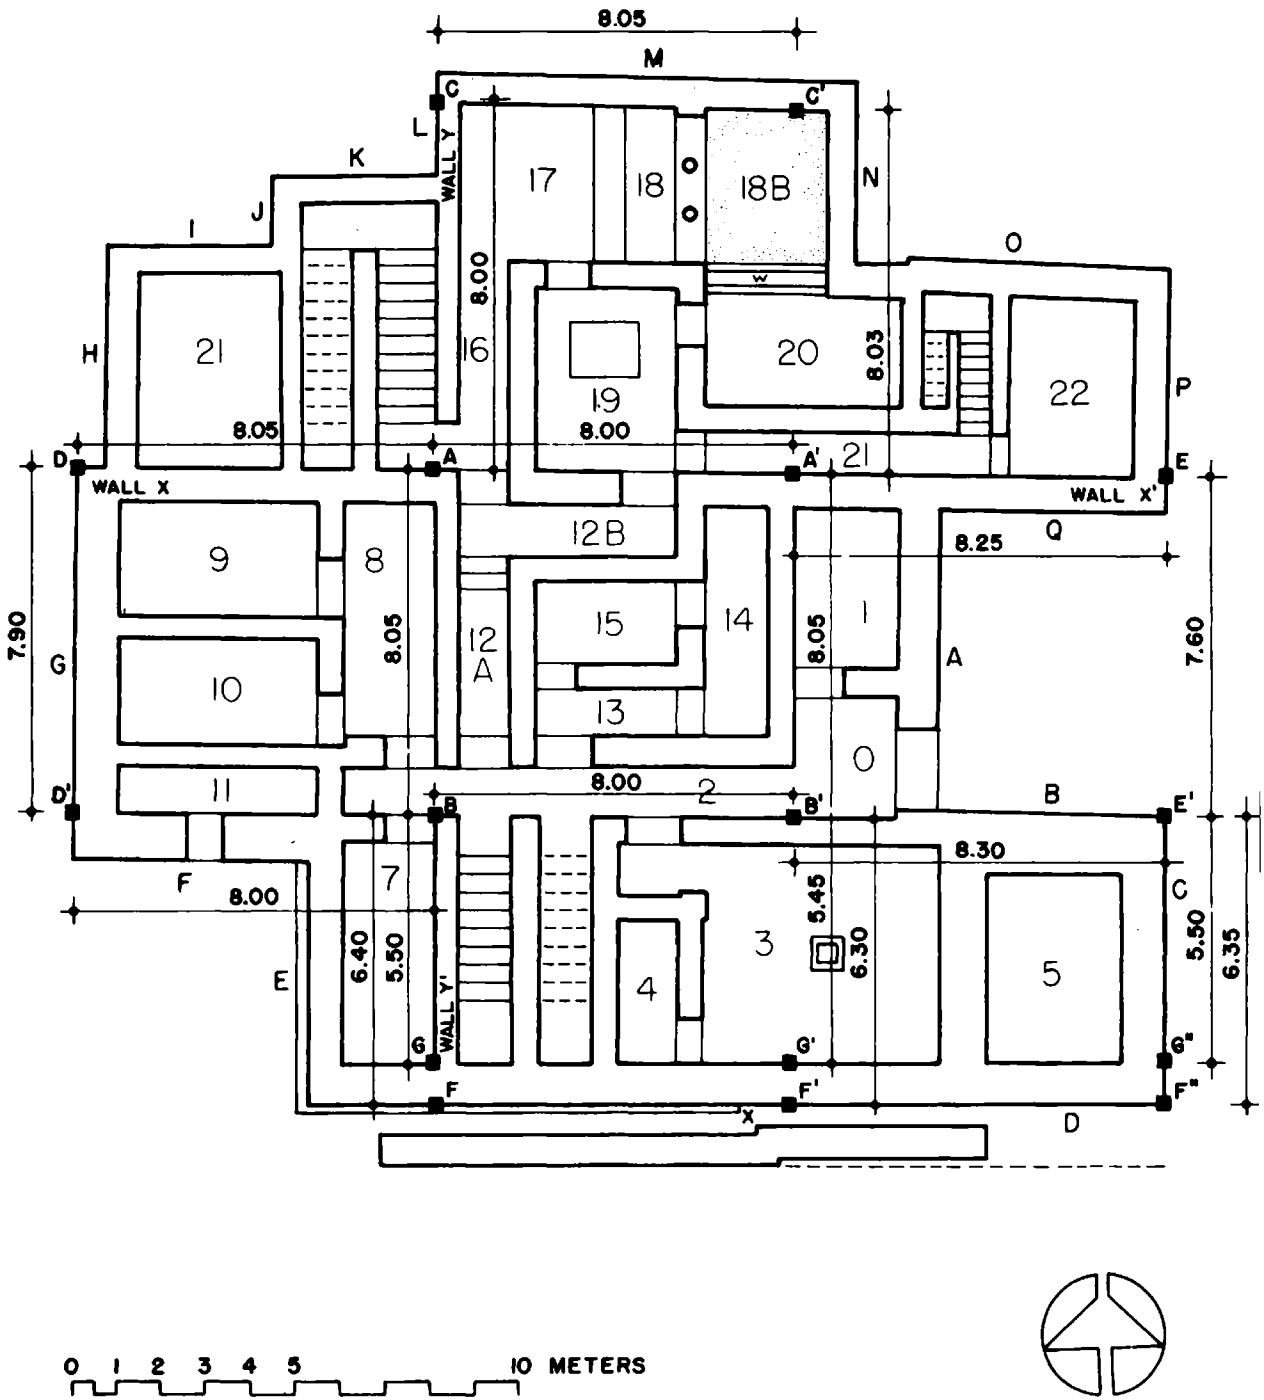 8.05
M
C
C'
L
WALL Y
K
17
18
18B
N
J
I
O
W
8.00
H
21
16
19
20
8.03
22
P
8.05
8.00
D
A
A'
21
E
WALL X
WALL X'
12B
Q
8.25
9
8
7.90
8.05
15
14
8.05
1
7.60
12
A
A
G
10
13
0
D'
11
8.00
2
B
B
B'
E'
F
7
8.30
C
8.00
6.40
5.50
5.45
6.30
5.50
6.35
3
E
4
5
WALL Y'
G
G'
G"
F
F'
F"
X
D
0 1 2 3 4 5 10 METERS